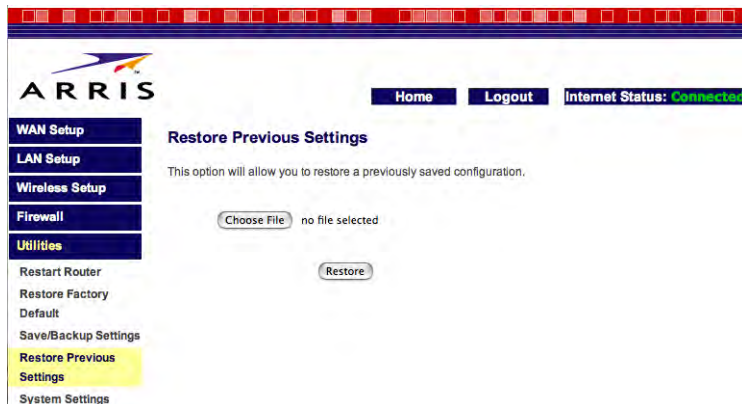 ARRIS
Home Logout Internet Status: Connected
WAN Setup
LAN Setup
Wireless Setup
Firewall
Utilities
Restart Router
Restore Factory
Default
Save/Backup Settings
Restore Previous
Settings
System Settings
Restore Previous Settings
This option will allow you to restore a previously saved configuration.
Choose File no file selected
Restore